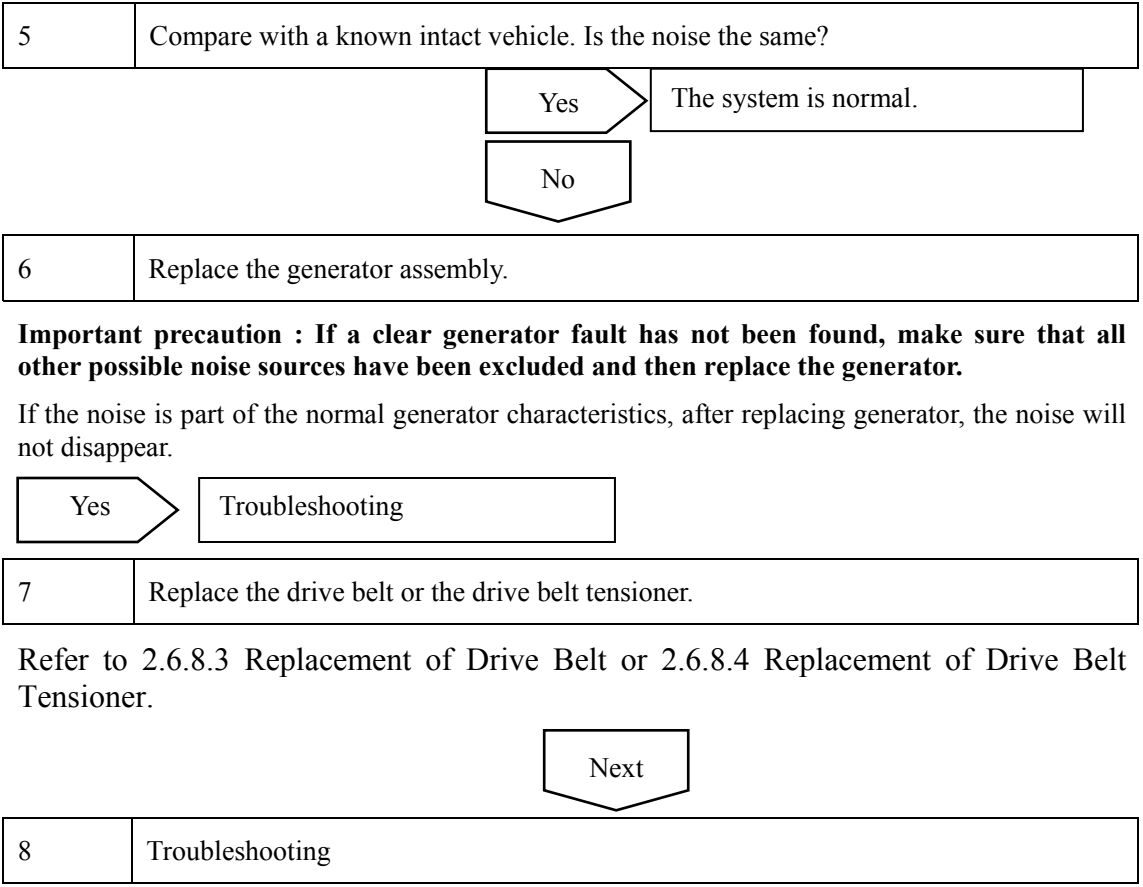 5 Compare with a known intact vehicle. Is the noise the same?
Yes The system is normal.
No
6 Replace the generator assembly.
Important precaution : If a clear generator fault has not been found, make sure that all
other possible noise sources have been excluded and then replace the generator.
If the noise is part of the normal generator characteristics, after replacing generator, the noise will
not disappear.
Yes Troubleshooting
7 Replace the drive belt or the drive belt tensioner.
Refer to 2.6.8.3 Replacement of Drive Belt or 2.6.8.4 Replacement of Drive Belt
Tensioner.
Next
8 Troubleshooting